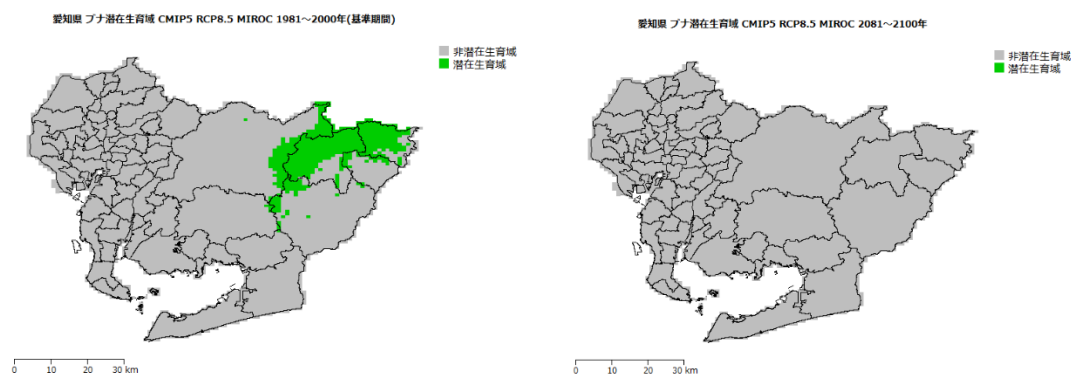 愛知県 ブナ潜在生育域 CMIP5 RCP8.5 MIROC 1981～2000年(基準期間)
非潜在生育域
潜在生育域
0 10 20 30 km
愛知県 ブナ潜在生育域 CMIP5 RCP8.5 MIROC 2081～2100年
非潜在生育域
潜在生育域
0 10 20 30 km